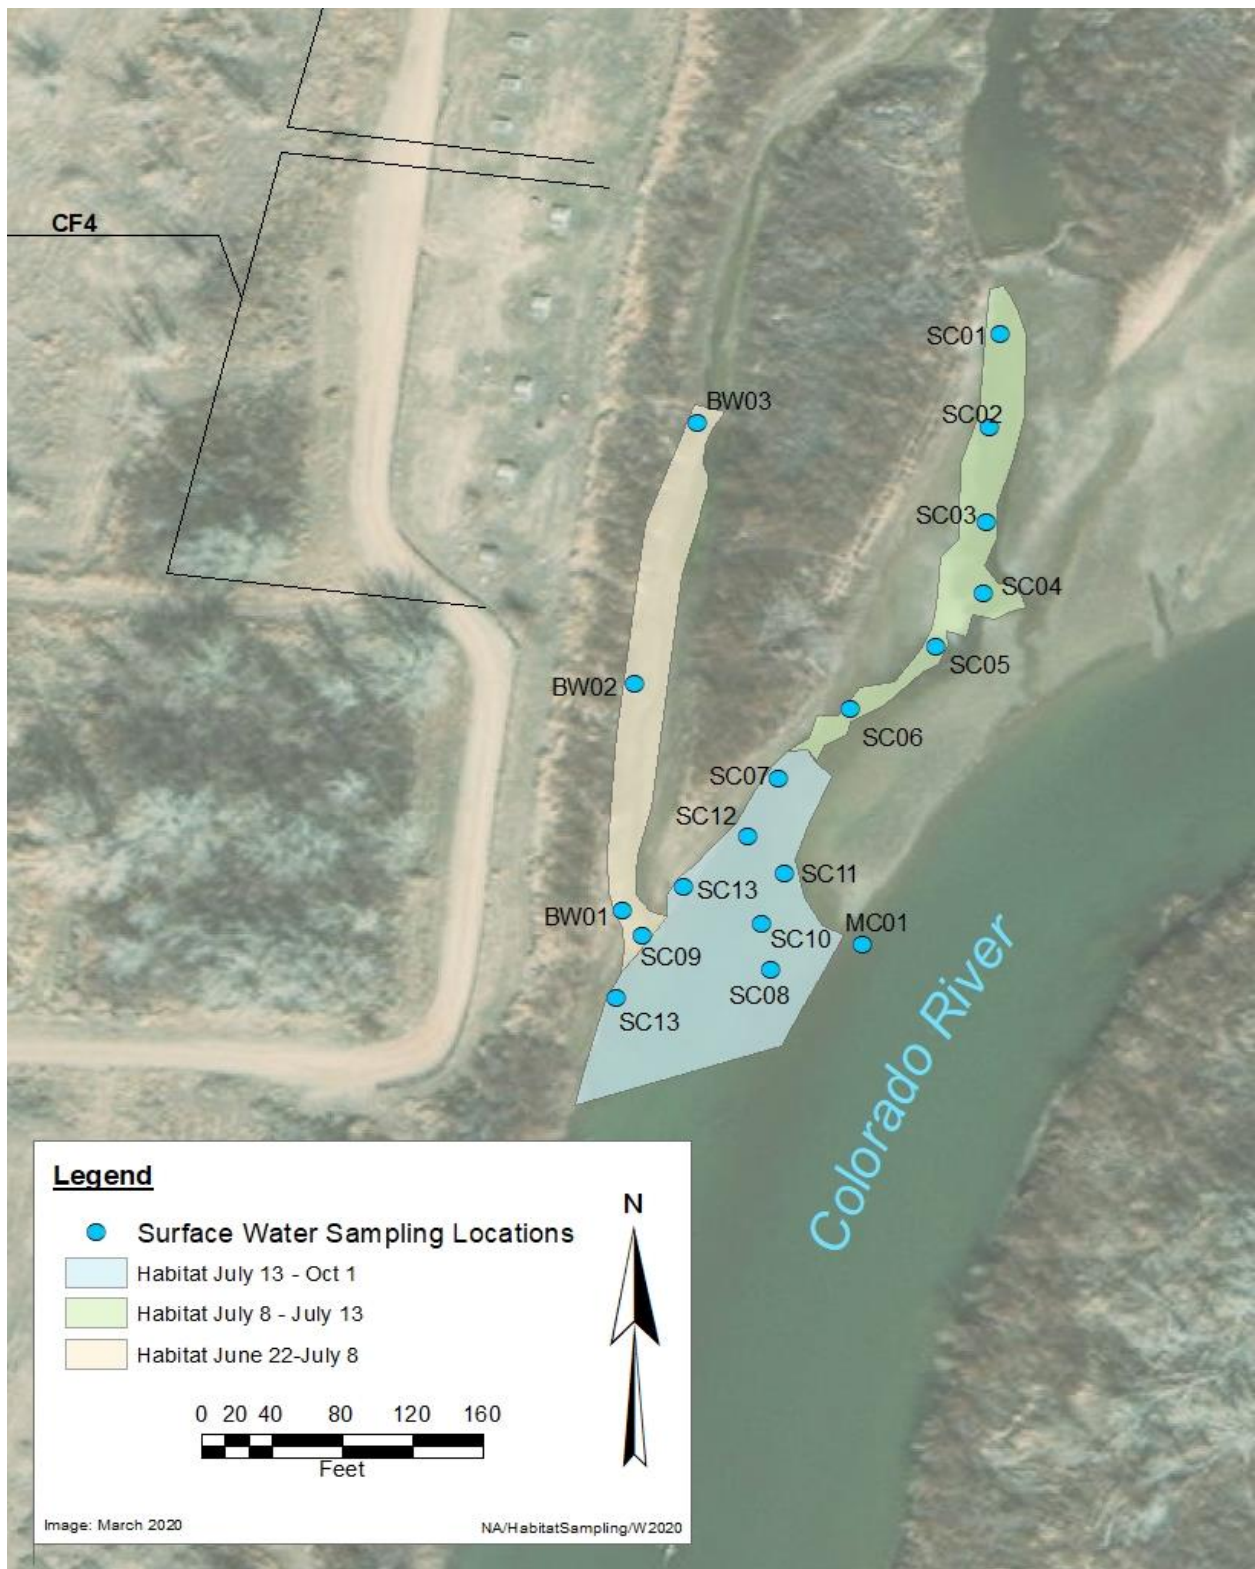 CF4
SC01
BW03
SC02
SC03
SC04
SC05
BW02
SC06
SC07
SC12
SC11
SC13
BW01
MC01
SC10
SC09
SC08
SC13
Colorado River
Legend
Surface Water Sampling Locations
Habitat July 13 - Oct 1
Habitat July 8 - July 13
Habitat June 22-July 8
N
0 20 40 80 120 160
Feet
Image: March 2020
NA/HabitatSampling/W2020